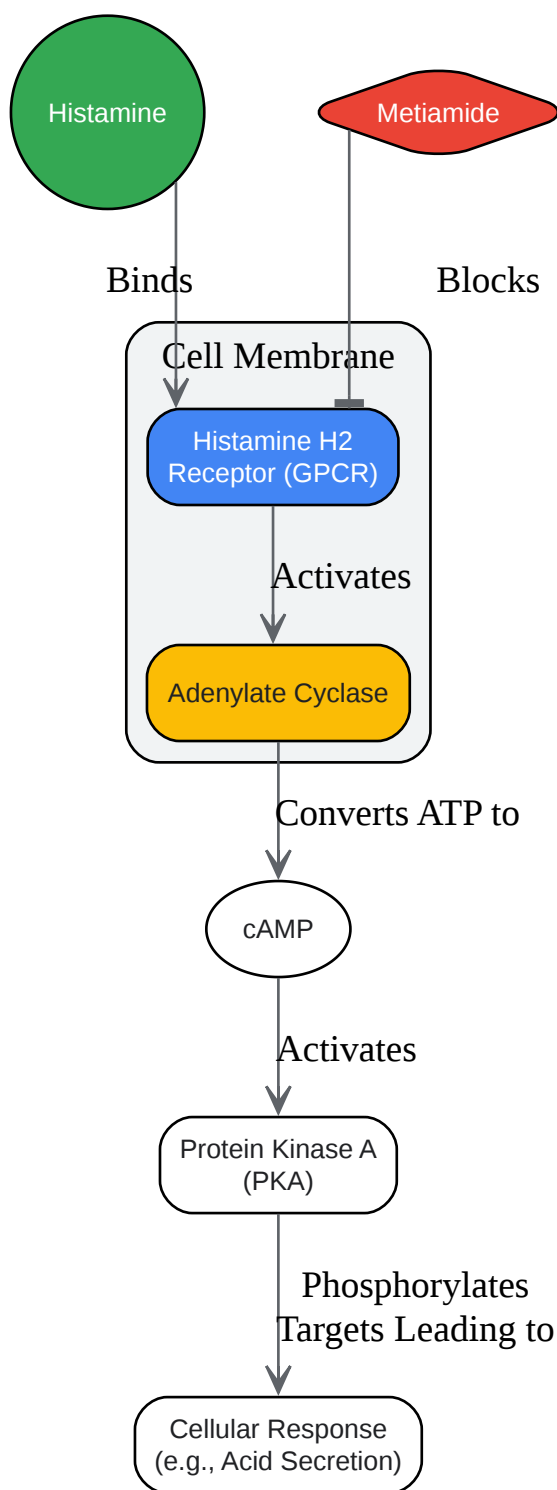 Histamine
Metiamide
Binds
Blocks
Cell Membrane
Histamine H2
Receptor (GPCR)
Activates
Adenylate Cyclase
Converts ATP to
cAMP
Activates
Protein Kinase A
(PKA)
Phosphorylates
Targets Leading to
Cellular Response
(e.g., Acid Secretion)